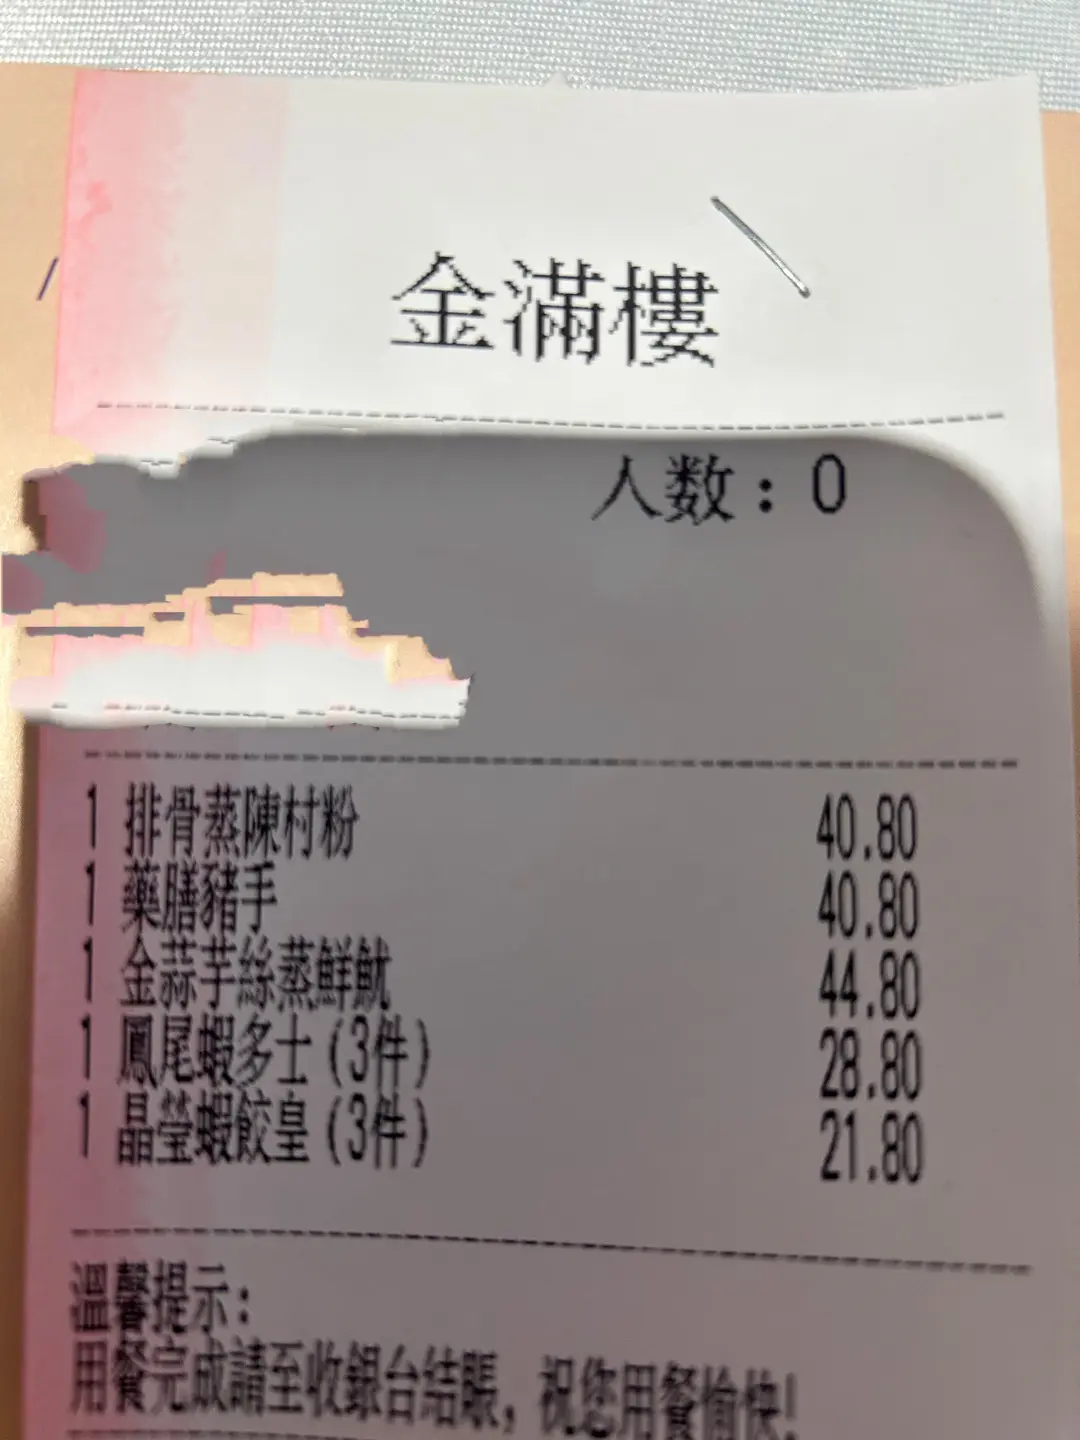 金滿樓
人数：0
1 排骨蒸陳村粉 40.80
1 藥膳豬手 40.80
1 金蒜芋絲蒸鮮魷 44.80
1 鳳尾蝦多士(3件) 28.80
1 晶瑩蝦餃皇(3件) 21.80
溫馨提示:
用餐完成請至收銀台結賬，祝您用餐愉快!